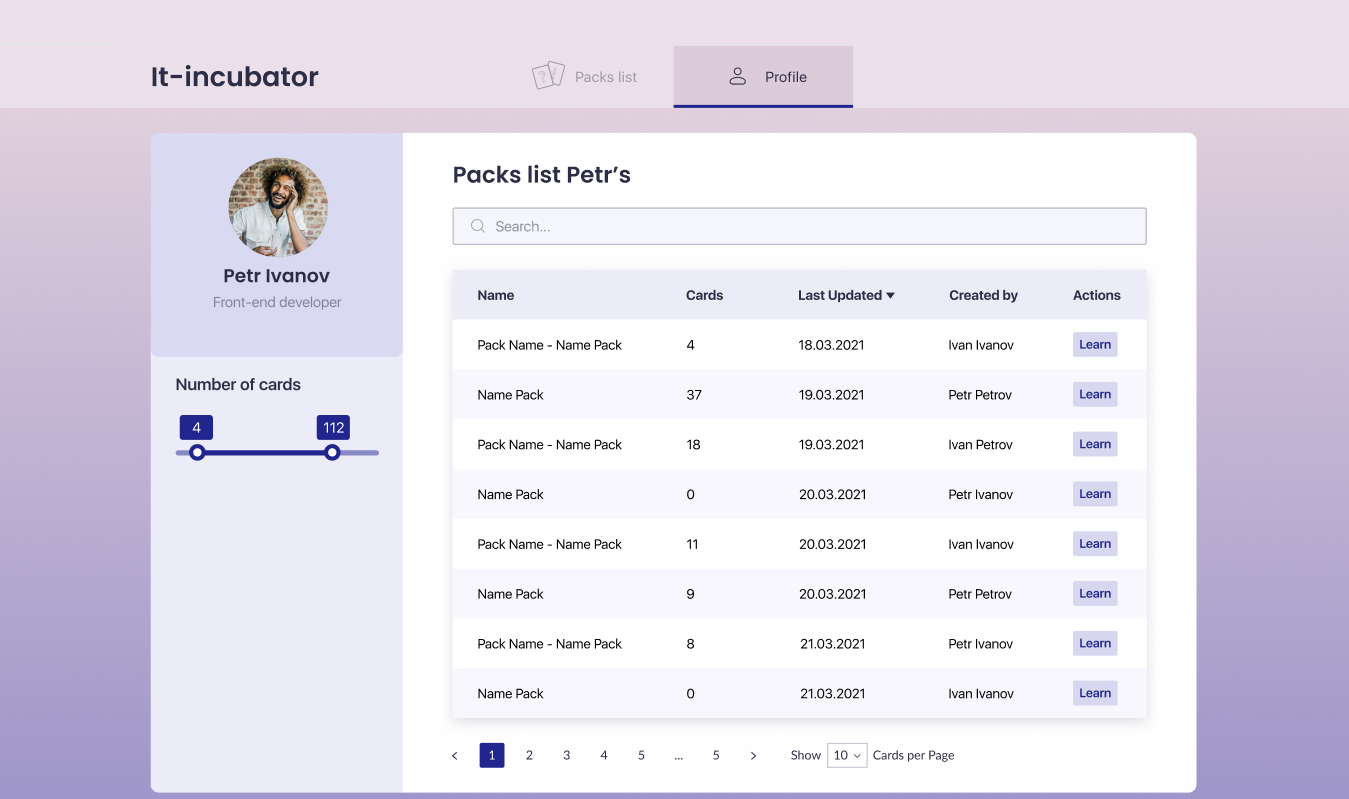 It-incubator
Packs list
Profile
Petr Ivanov
Front-end developer
Number of cards
4 112
Packs list Petr’s
Search...
Name Cards Last Updated Created by Actions
Pack Name - Name Pack 4 18.03.2021 Ivan Ivanov Learn
Name Pack 37 19.03.2021 Petr Petrov Learn
Pack Name - Name Pack 18 19.03.2021 Ivan Petrov Learn
Name Pack 0 20.03.2021 Petr Ivanov Learn
Pack Name - Name Pack 11 20.03.2021 Ivan Ivanov Learn
Name Pack 9 20.03.2021 Petr Petrov Learn
Pack Name - Name Pack 8 21.03.2021 Petr Ivanov Learn
Name Pack 0 21.03.2021 Ivan Ivanov Learn
1 2 3 4 5 ... 5 Show 10 Cards per Page